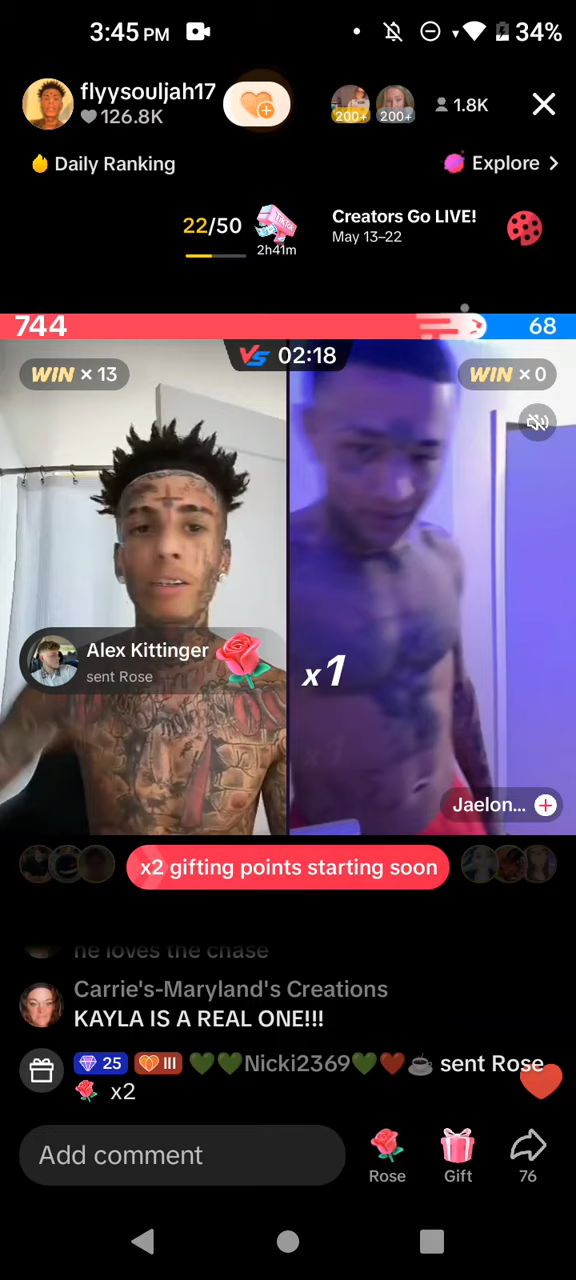 3:45 PM
34%
flyysouljah17
126.8K
200+
200+
1.8K
Daily Ranking
Explore >
22/50
TikTok
2h41m
Creators Go LIVE!
May 13–22
744
68
VS 02:18
WIN × 13
WIN × 0
Alex Kittinger
sent Rose
x1
x1
Jaelon...
x2 gifting points starting soon
he loves the chase
Carrie's-Maryland's Creations
KAYLA IS A REAL ONE!!!
25 III 💚💚Nicki2369💚❤️☕ sent Rose
🌹 x2
Add comment
Rose
Gift
76